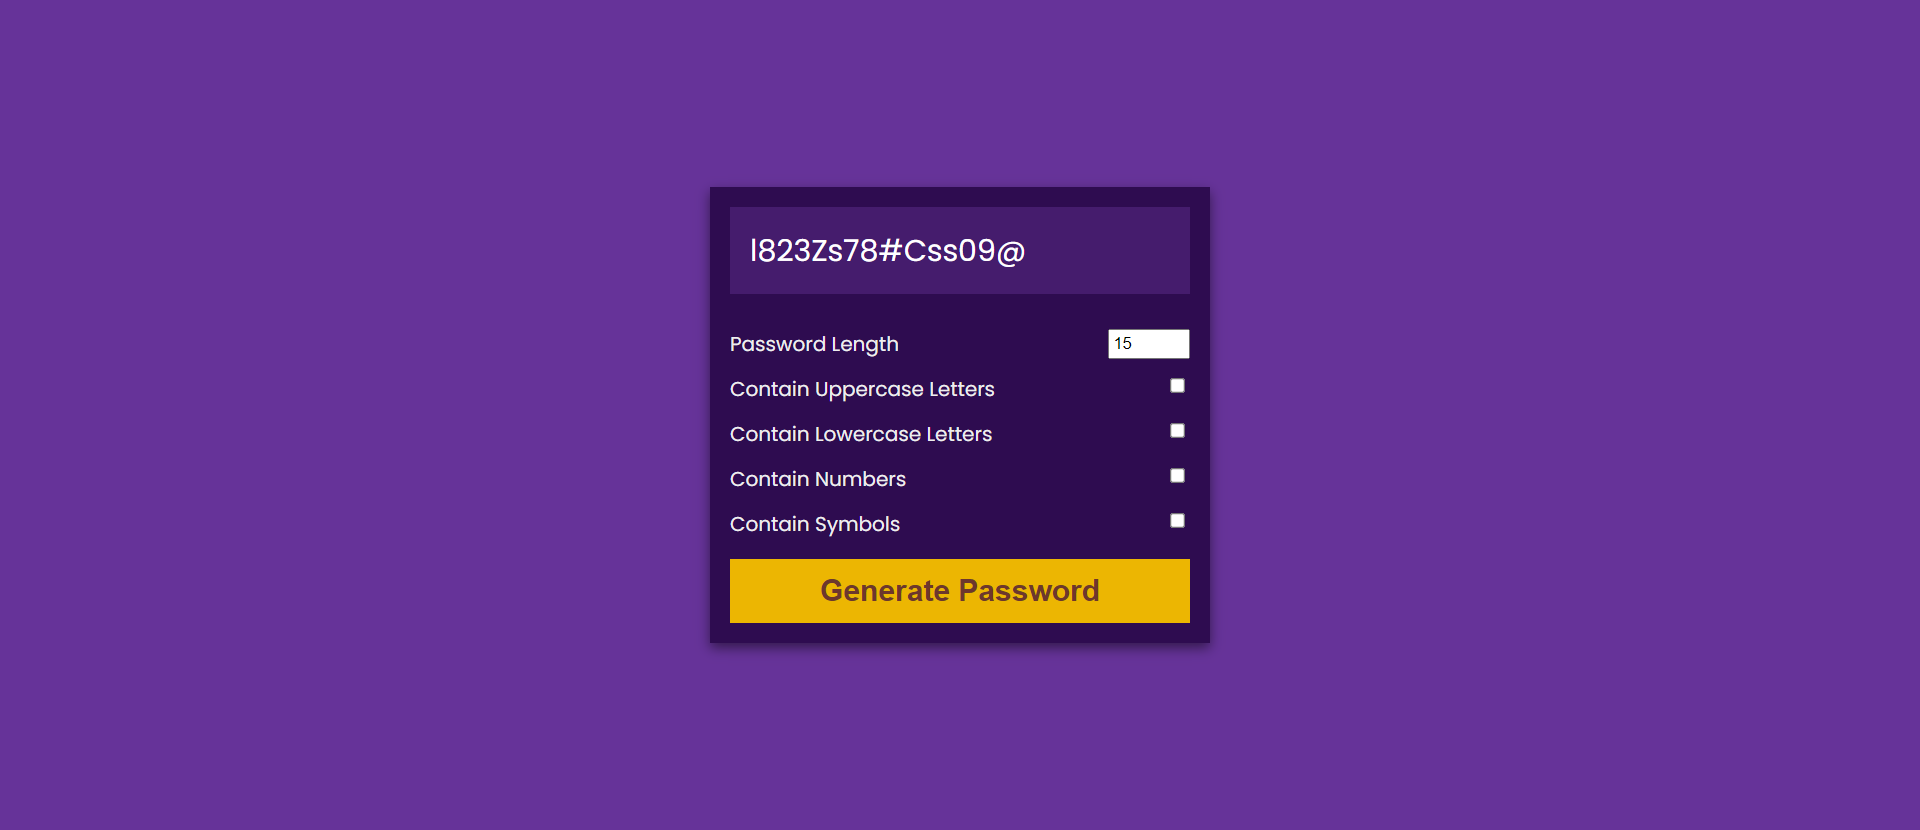 l823Zs78#Css09@
Password Length 15
Contain Uppercase Letters
Contain Lowercase Letters
Contain Numbers
Contain Symbols
Generate Password